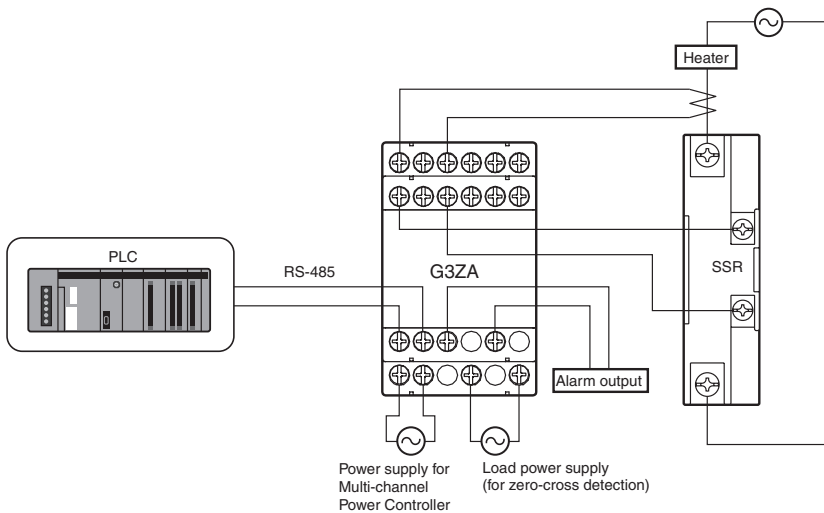 Heater
PLC
RS-485
G3ZA
SSR
Alarm output
Power supply for
Multi-channel
Power Controller
Load power supply
(for zero-cross detection)